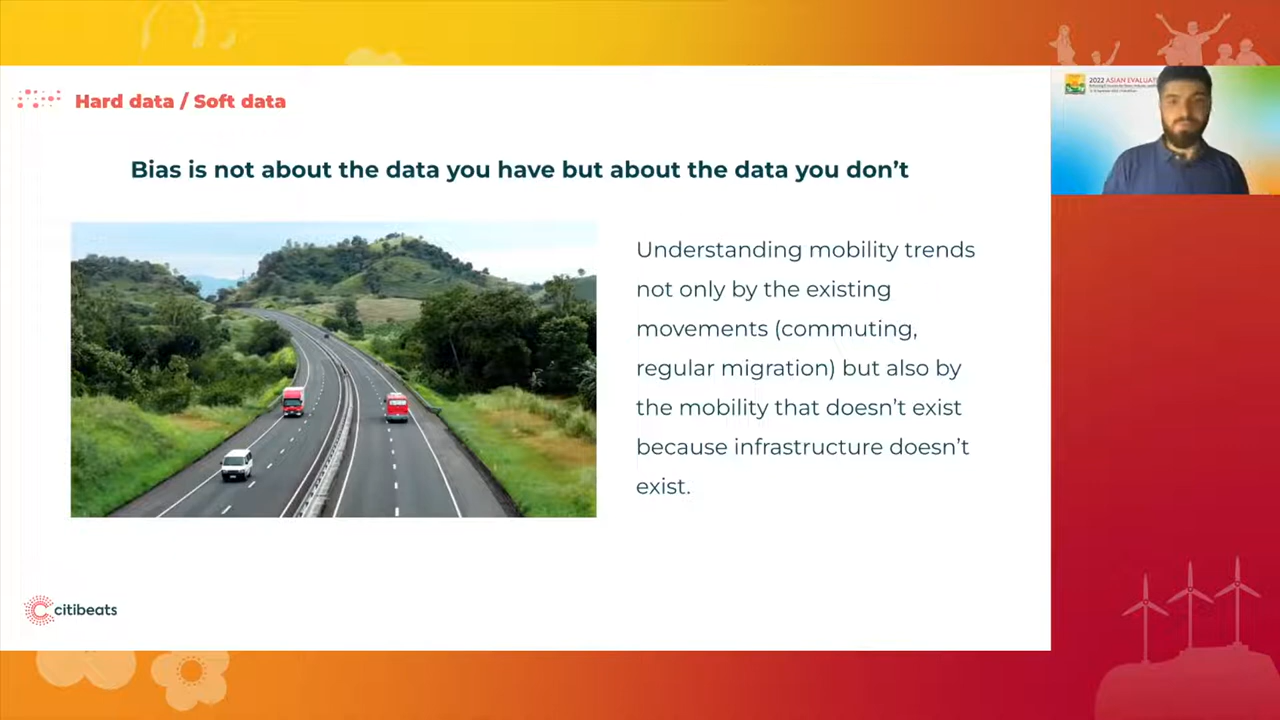 Hard data / Soft data
2022 ASIAN EVALUAT
Bias is not about the data you have but about the data you don’t
Understanding mobility trends
not only by the existing
movements (commuting,
regular migration) but also by
the mobility that doesn’t exist
because infrastructure doesn’t
exist.
citibeats